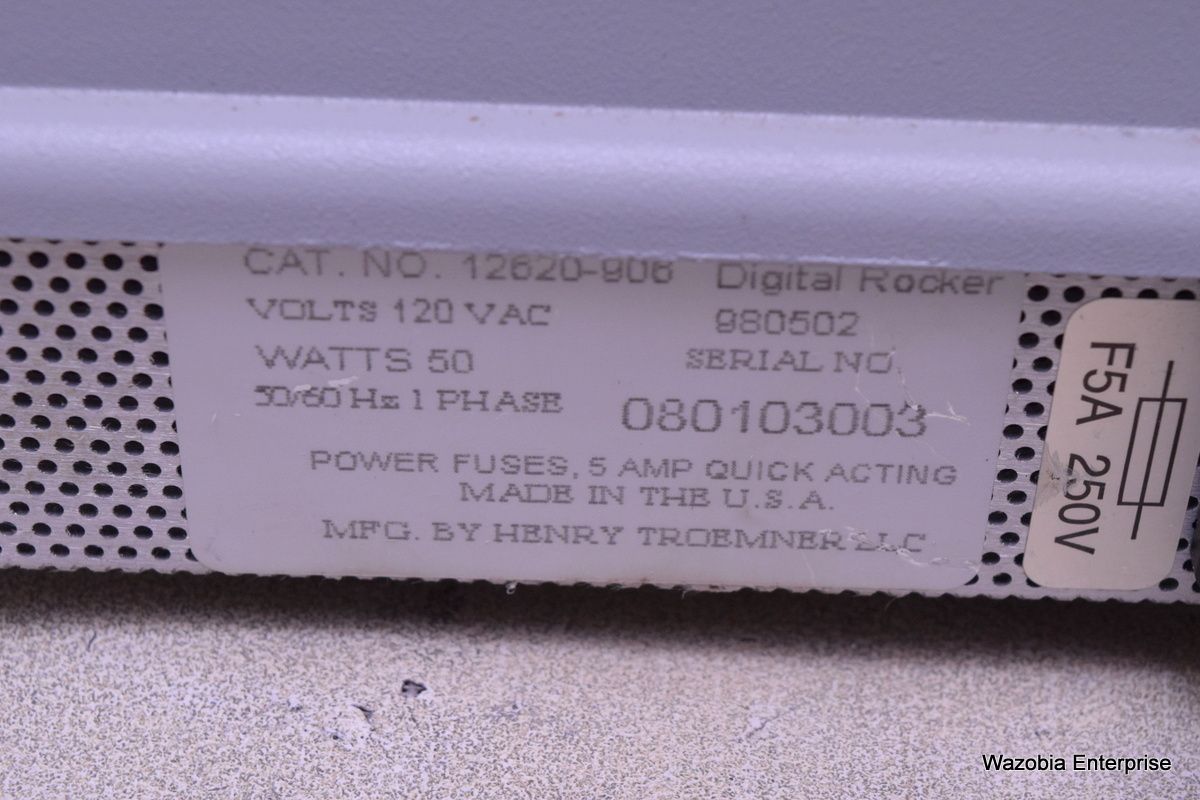 CAT. NO. 12620-906 Digital Rocker
VOLTS 120 VAC 980502
WATTS 50 SERIAL NO.
50/60 Hz 1 PHASE 080103003
POWER FUSES, 5 AMP QUICK ACTING
MADE IN THE U.S.A.
MFG. BY HENRY TROEMNER LLC
F5A 250V
Wazobia Enterprise